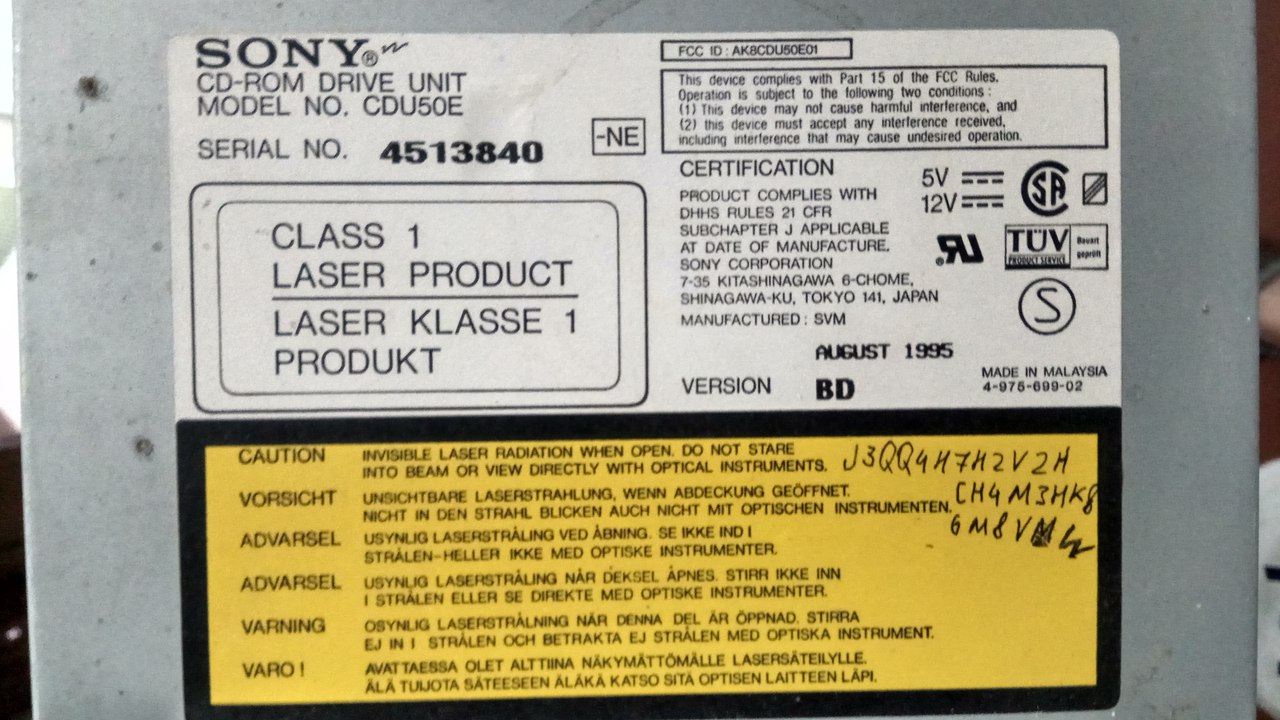 SONY®
CD-ROM DRIVE UNIT
MODEL NO. CDU50E
SERIAL NO. 4513840
-NE
CLASS 1
LASER PRODUCT
LASER KLASSE 1
PRODUKT
FCC ID : AK8CDU50E01
This device complies with Part 15 of the FCC Rules.
Operation is subject to the following two conditions :
(1) This device may not cause harmful interference, and
(2) this device must accept any interference received,
including interference that may cause undesired operation.
CERTIFICATION
PRODUCT COMPLIES WITH
DHHS RULES 21 CFR
SUBCHAPTER J APPLICABLE
AT DATE OF MANUFACTURE.
SONY CORPORATION
7-35 KITASHINAGAWA 6-CHOME,
SHINAGAWA-KU, TOKYO 141, JAPAN
MANUFACTURED : SVM
AUGUST 1995
VERSION BD
5V
12V
SA
RU
TÜV
PRODUCT SERVICE
Bauart
geprüft
S
MADE IN MALAYSIA
4-975-699-02
CAUTION INVISIBLE LASER RADIATION WHEN OPEN. DO NOT STARE
INTO BEAM OR VIEW DIRECTLY WITH OPTICAL INSTRUMENTS.
VORSICHT UNSICHTBARE LASERSTRAHLUNG, WENN ABDECKUNG GEÖFFNET.
NICHT IN DEN STRAHL BLICKEN AUCH NICHT MIT OPTISCHEN INSTRUMENTEN.
ADVARSEL USYNLIG LASERSTRÅLING VED ÅBNING. SE IKKE IND I
STRÅLEN-HELLER IKKE MED OPTISKE INSTRUMENTER.
ADVARSEL USYNLIG LASERSTRÅLING NÅR DEKSEL ÅPNES. STIRR IKKE INN
I STRÅLEN ELLER SE DIREKTE MED OPTISKE INSTRUMENTER.
VARNING OSYNLIG LASERSTRÅLNING NÄR DENNA DEL ÄR ÖPPNAD. STIRRA
EJ IN I STRÅLEN OCH BETRAKTA EJ STRÅLEN MED OPTISKA INSTRUMENT.
VARO ! AVATTAESSA OLET ALTTIINA NÄKYMÄTTÖMÄLLE LASERSÄTEILYLLE.
ÄLÄ TUIJOTA SÄTEESEEN ÄLÄKÄ KATSO SITÄ OPTISEN LAITTEEN LÄPI.
J3QQ4H7H2V2H
CH4M3HK8
6M8V